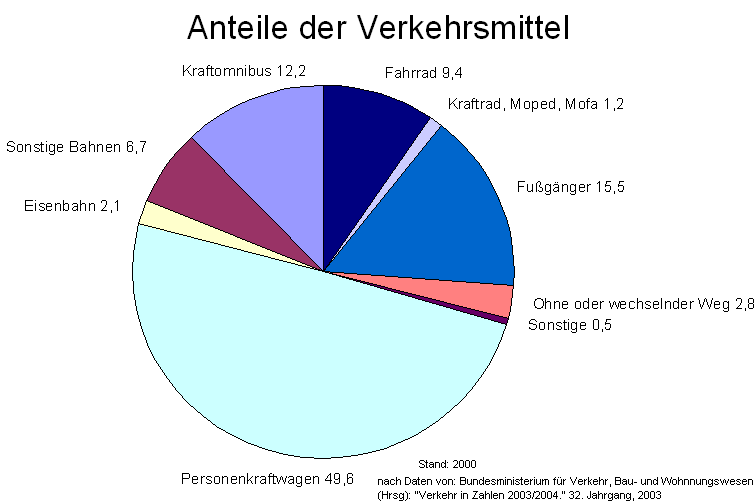 Anteile der Verkehrsmittel
Kraftomnibus 12,2
Fahrrad 9,4
Kraftrad, Moped, Mofa 1,2
Sonstige Bahnen 6,7
Fußgänger 15,5
Eisenbahn 2,1
Ohne oder wechselnder Weg 2,8
Sonstige 0,5
Personenkraftwagen 49,6
Stand: 2000
nach Daten von: Bundesministerium für Verkehr, Bau- und Wohnnungswesen
(Hrsg): "Verkehr in Zahlen 2003/2004." 32. Jahrgang, 2003